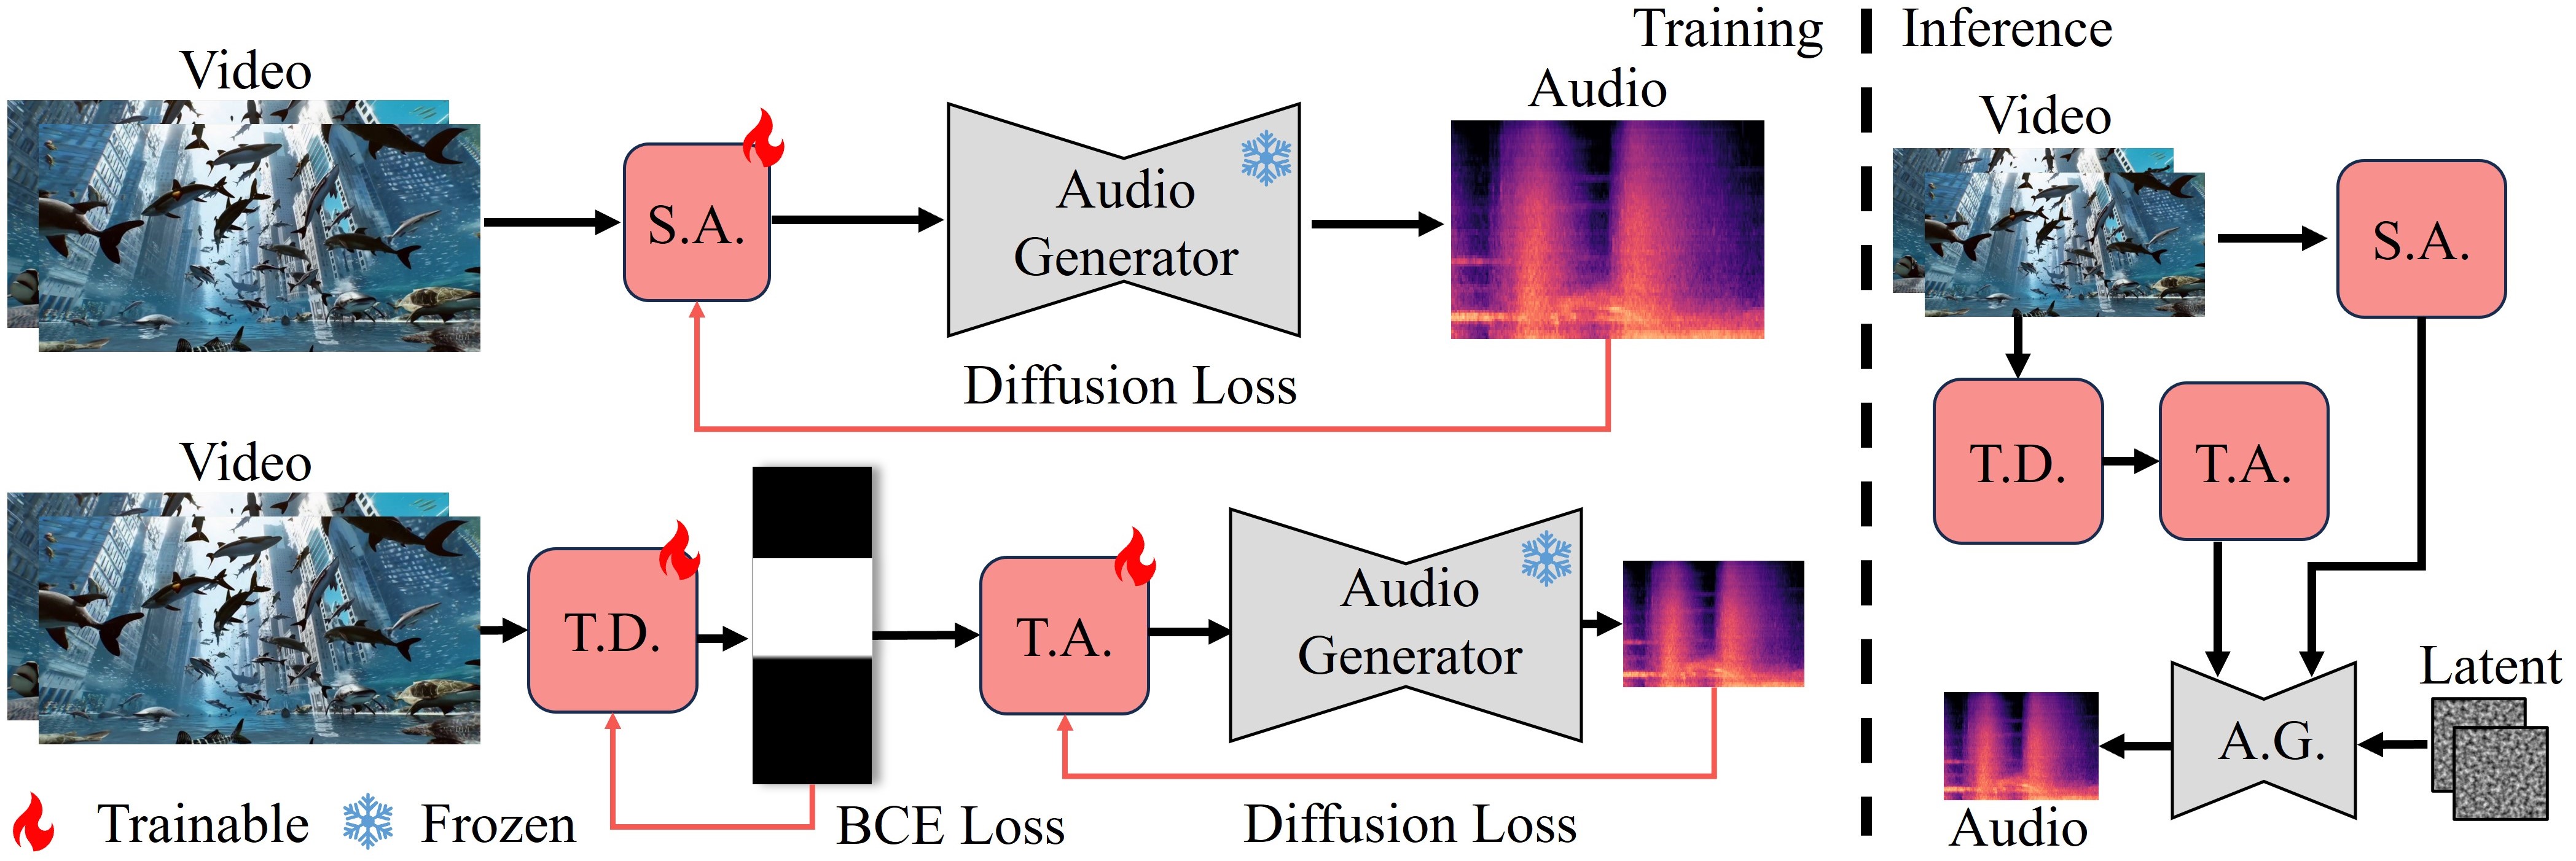 Training
Inference
Video
S.A.
Audio
Generator
Audio
Diffusion Loss
Video
T.D.
BCE Loss
T.A.
Audio
Generator
Diffusion Loss
Trainable
Frozen
Video
S.A.
T.D.
T.A.
Latent
A.G.
Audio